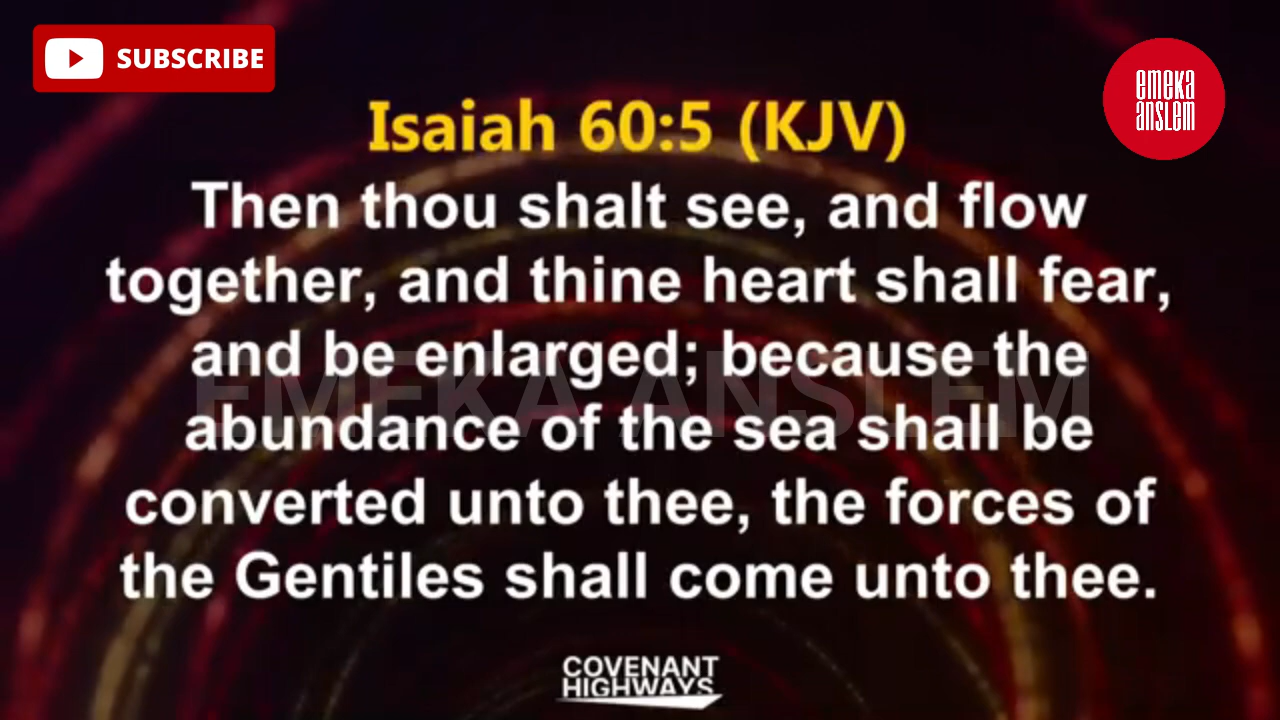 SUBSCRIBE
emeka
anslem
Isaiah 60:5 (KJV)
Then thou shalt see, and flow
together, and thine heart shall fear,
and be enlarged; because the
EMEKA ANSLEM
abundance of the sea shall be
converted unto thee, the forces of
the Gentiles shall come unto thee.
COVENANT
HIGHWAYS